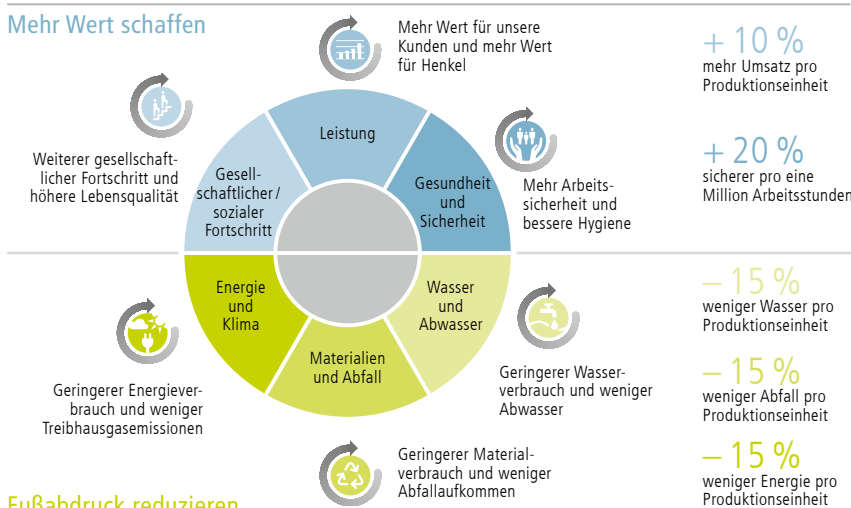 Mehr Wert schaffen
Mehr Wert für unsere
Kunden und mehr Wert
für Henkel
+ 10 %
mehr Umsatz pro
Produktionseinheit
Leistung
Weiterer gesellschaft-
licher Fortschritt und
höhere Lebensqualität
Gesell-
schaftlicher /
sozialer
Fortschritt
Gesundheit
und
Sicherheit
Mehr Arbeits-
sicherheit und
bessere Hygiene
+ 20 %
sicherer pro eine
Million Arbeitsstunden
Energie
und
Klima
Wasser
und
Abwasser
– 15 %
weniger Wasser pro
Produktionseinheit
Materialien
und Abfall
Geringerer Energiever-
brauch und weniger
Treibhausgasemissionen
Geringerer Wasser-
verbrauch und weniger
Abwasser
– 15 %
weniger Abfall pro
Produktionseinheit
Geringerer Material-
verbrauch und weniger
Abfallaufkommen
– 15 %
weniger Energie pro
Produktionseinheit
Fußabdruck reduzieren